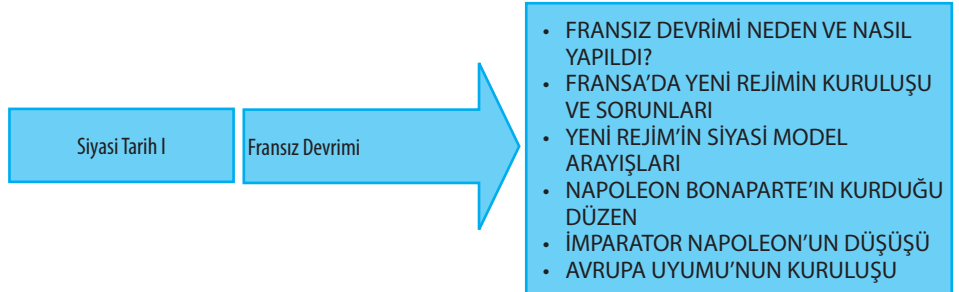 Siyasi Tarih I
Fransız Devrimi
• FRANSIZ DEVRİMİ NEDEN VE NASIL
YAPILDI?
• FRANSA’DA YENİ REJİMİN KURULUŞU
VE SORUNLARI
• YENİ REJİM’İN SİYASİ MODEL
ARAYIŞLARI
• NAPOLEON BONAPARTE’IN KURDUĞU
DÜZEN
• İMPARATOR NAPOLEON’UN DÜŞÜŞÜ
• AVRUPA UYUMU’NUN KURULUŞU